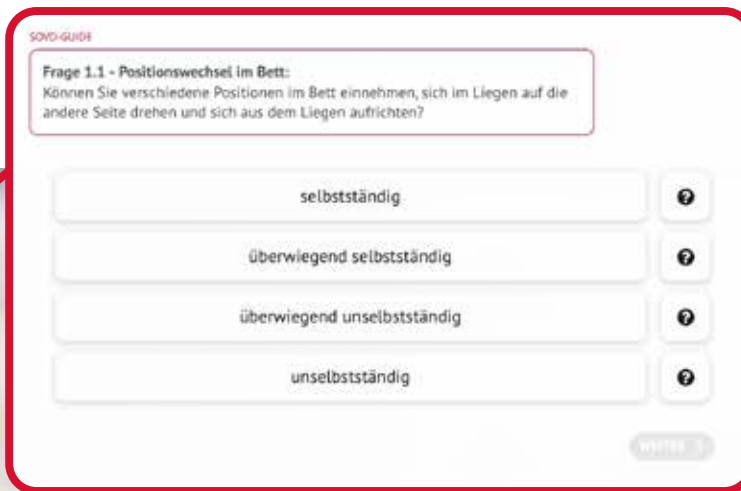 SOVD-GUIDE
Frage 1.1 - Positionswechsel im Bett:
Können Sie verschiedene Positionen im Bett einnehmen, sich im Liegen auf die
andere Seite drehen und sich aus dem Liegen aufrichten?
selbstständig
?
überwiegend selbstständig
?
überwiegend unselbstständig
?
unselbstständig
?
WEITER